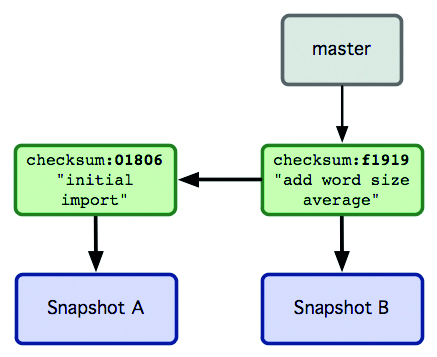 master
checksum:01806
"initial
import"
checksum:f1919
"add word size
average"
Snapshot A
Snapshot B